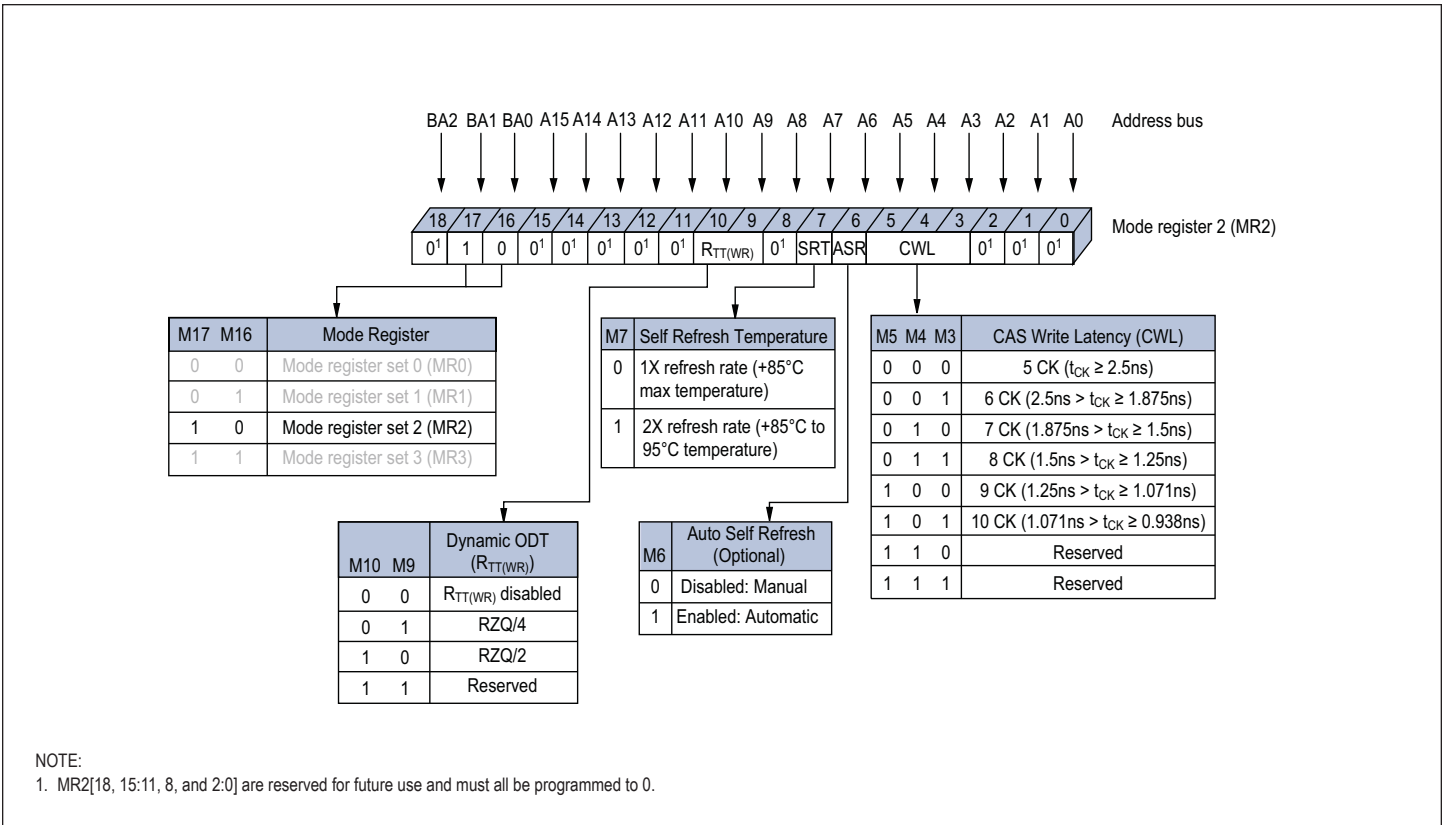 BA2 BA1 BA0 A15 A14 A13 A12 A11 A10 A9 A8 A7 A6 A5 A4 A3 A2 A1 A0 Address bus
18 17 16 15 14 13 12 11 10 9 8 7 6 5 4 3 2 1 0
Mode register 2 (MR2)
0¹ 1 0 0¹ 0¹ 0¹ 0¹ 0¹ RTT(WR) 0¹ SRT ASR CWL 0¹ 0¹ 0¹
M17 M16 Mode Register
0 0 Mode register set 0 (MR0)
0 1 Mode register set 1 (MR1)
1 0 Mode register set 2 (MR2)
1 1 Mode register set 3 (MR3)
M7 Self Refresh Temperature
0 1X refresh rate (+85°C
max temperature)
1 2X refresh rate (+85°C to
95°C temperature)
M5 M4 M3 CAS Write Latency (CWL)
0 0 0 5 CK (tCK ≥ 2.5ns)
0 0 1 6 CK (2.5ns > tCK ≥ 1.875ns)
0 1 0 7 CK (1.875ns > tCK ≥ 1.5ns)
0 1 1 8 CK (1.5ns > tCK ≥ 1.25ns)
1 0 0 9 CK (1.25ns > tCK ≥ 1.071ns)
1 0 1 10 CK (1.071ns > tCK ≥ 0.938ns)
1 1 0 Reserved
1 1 1 Reserved
M10 M9 Dynamic ODT
(RTT(WR))
0 0 RTT(WR) disabled
0 1 RZQ/4
1 0 RZQ/2
1 1 Reserved
M6 Auto Self Refresh
(Optional)
0 Disabled: Manual
1 Enabled: Automatic
NOTE:
1. MR2[18, 15:11, 8, and 2:0] are reserved for future use and must all be programmed to 0.